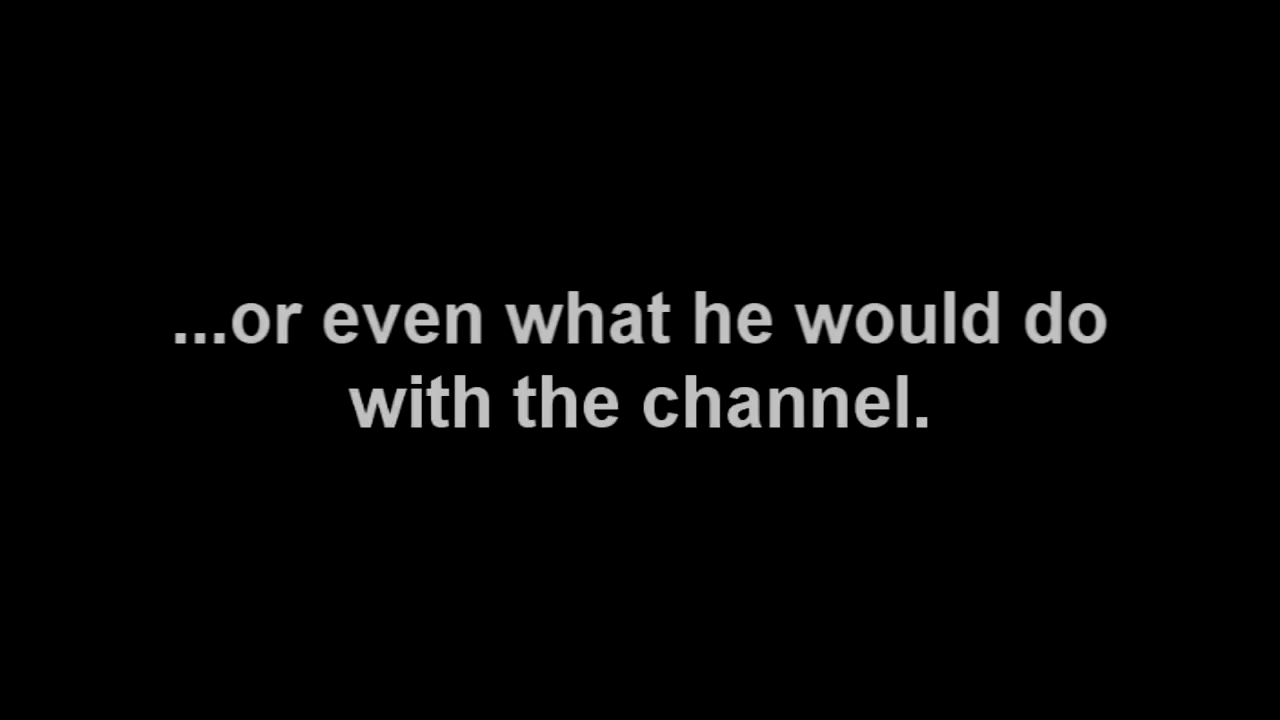 ...or even what he would do
with the channel.